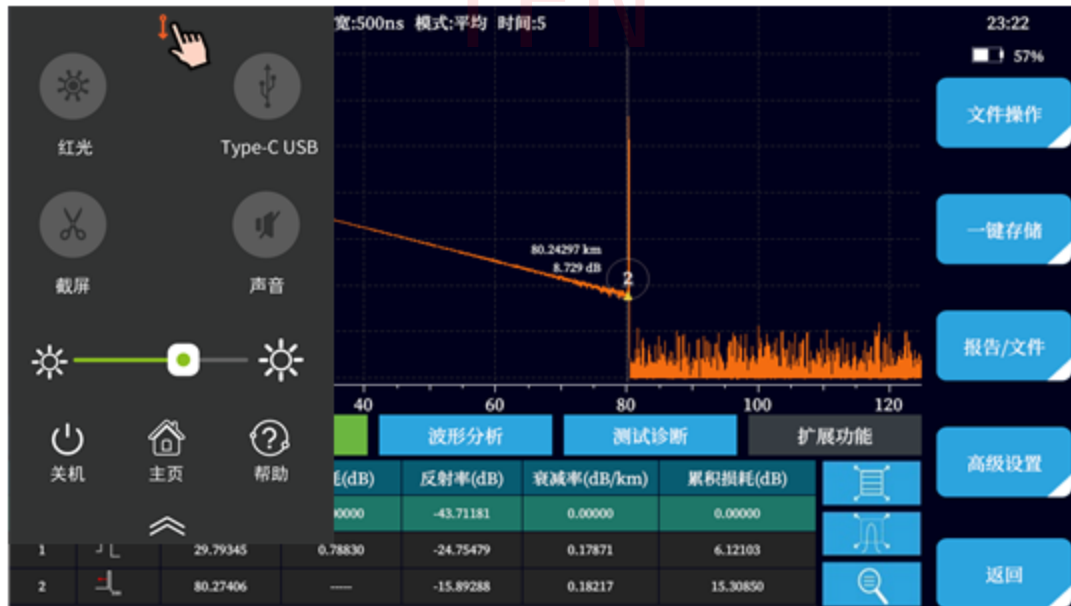 TFN
宽:500ns 模式:平均 时间:5
23:22
57%
红光
Type-C USB
截屏
声音
关机
主页
帮助
80.24297 km
8.729 dB
2
40 60 80 100 120
波形分析
测试诊断
扩展功能
耗(dB) 反射率(dB) 衰减率(dB/km) 累积损耗(dB)
00000 -43.71181 0.00000 0.00000
1 29.79345 0.78830 -24.75479 0.17871 6.12103
2 80.27406 ----- -15.89288 0.18217 15.30850
文件操作
一键存储
报告/文件
高级设置
返回